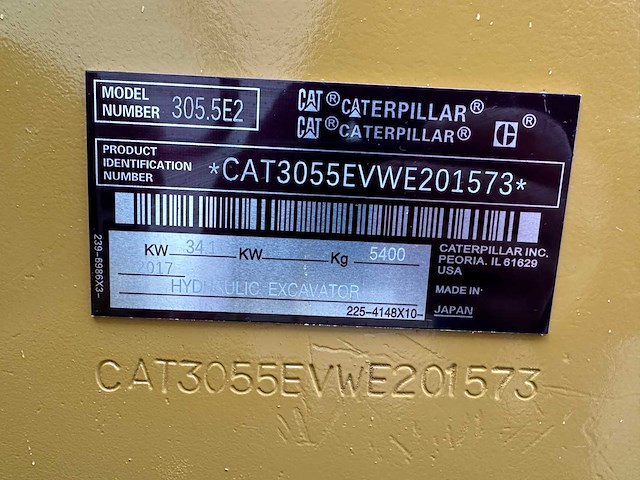 MODEL NUMBER 305.5E2
CAT® CATERPILLAR®
CAT® CATERPILLAR® C®
PRODUCT IDENTIFICATION NUMBER *CAT3055EVWE201573*
KW 34.1 KW Kg 5400
2017
HYDRAULIC EXCAVATOR
225-4148X10-
CATERPILLAR INC.
PEORIA. IL 61629
USA
MADE IN:
JAPAN
239-6986X3-
CAT3055EVWE201573